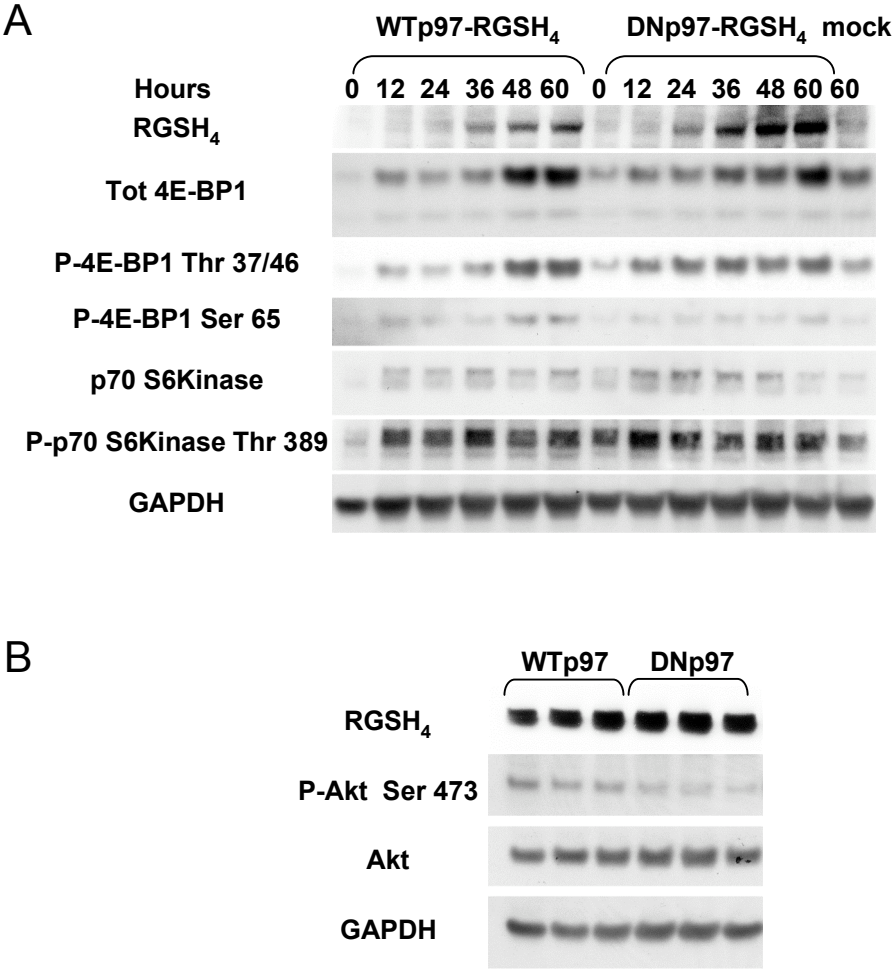 A
WTp97-RGSH₄ DNp97-RGSH₄ mock
Hours 0 12 24 36 48 60 0 12 24 36 48 60 60
RGSH₄
Tot 4E-BP1
P-4E-BP1 Thr 37/46
P-4E-BP1 Ser 65
p70 S6Kinase
P-p70 S6Kinase Thr 389
GAPDH
B
WTp97 DNp97
RGSH₄
P-Akt Ser 473
Akt
GAPDH